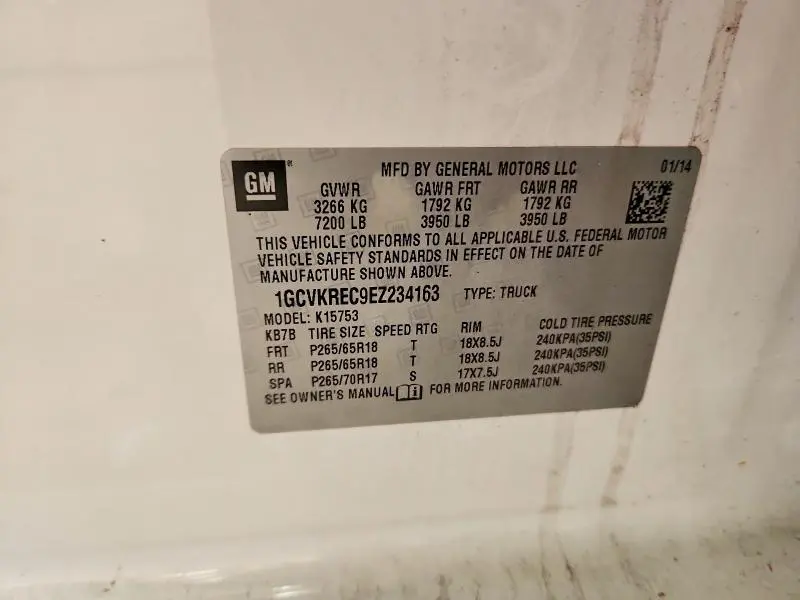 GM
MFD BY GENERAL MOTORS LLC 01/14
GVWR GAWR FRT GAWR RR
3266 KG 1792 KG 1792 KG
7200 LB 3950 LB 3950 LB
THIS VEHICLE CONFORMS TO ALL APPLICABLE U.S. FEDERAL MOTOR
VEHICLE SAFETY STANDARDS IN EFFECT ON THE DATE OF
MANUFACTURE SHOWN ABOVE.
1GCVKREC9EZ234163 TYPE: TRUCK
MODEL: K15753
KB7B TIRE SIZE SPEED RTG RIM COLD TIRE PRESSURE
FRT P265/65R18 T 18X8.5J 240KPA(35PSI)
RR P265/65R18 T 18X8.5J 240KPA(35PSI)
SPA P265/70R17 S 17X7.5J 240KPA(35PSI)
SEE OWNER'S MANUAL FOR MORE INFORMATION.